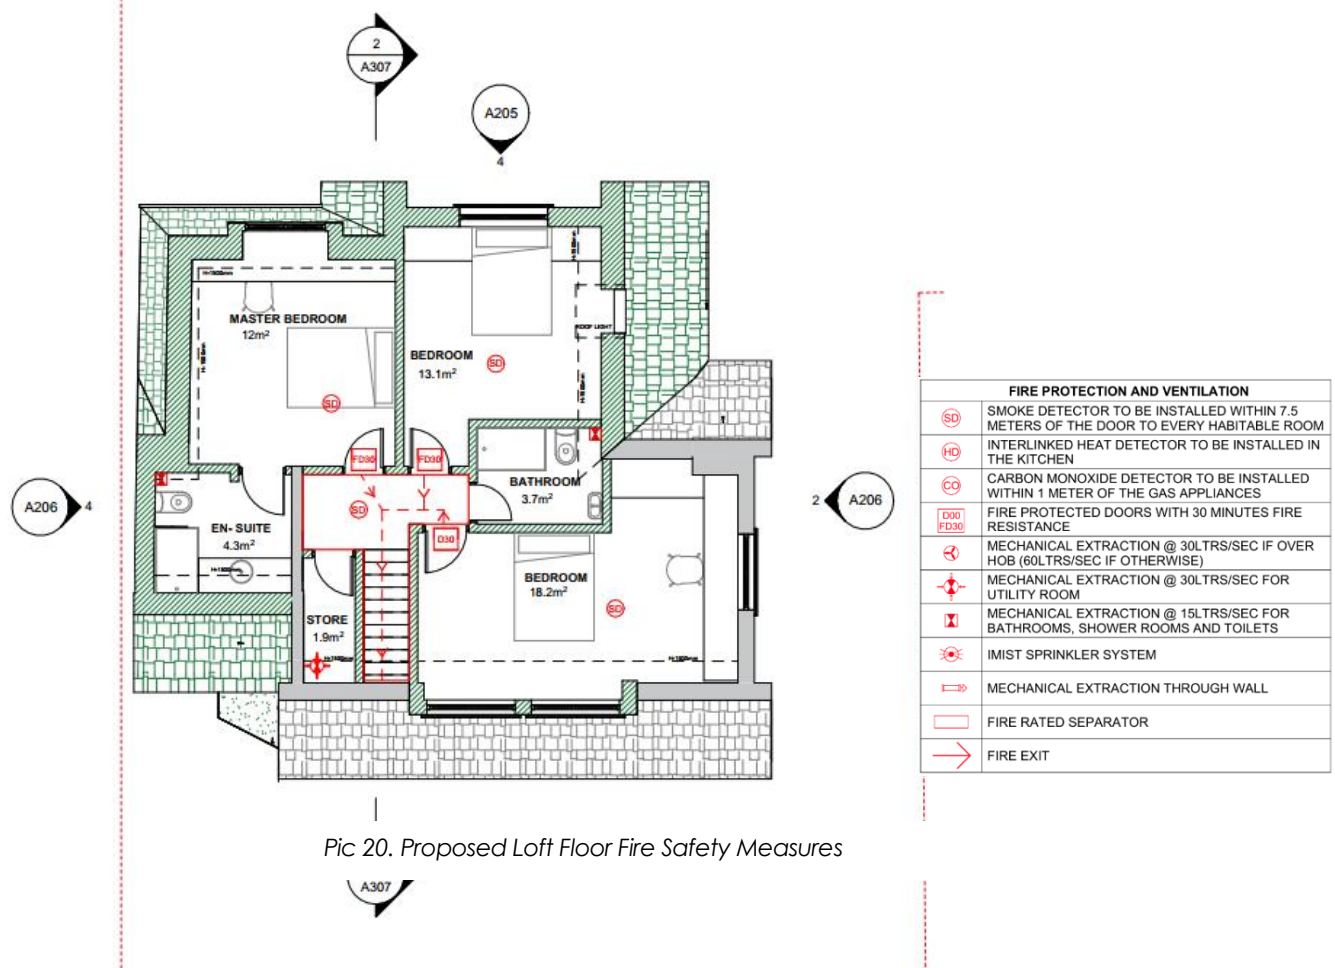 2
A307
A205
4
H=1500mm
MASTER BEDROOM
12m²
H=1500mm
BEDROOM
13.1m²
ROOF LIGHT
SD
SD
FD30
FD30
BATHROOM
3.7m²
A206
4
2
A206
EN- SUITE
4.3m²
SD
D30
H=1500mm
BEDROOM
18.2m²
SD
STORE
1.9m²
H=1500mm
H=1500mm
FIRE PROTECTION AND VENTILATION
SD
SMOKE DETECTOR TO BE INSTALLED WITHIN 7.5
METERS OF THE DOOR TO EVERY HABITABLE ROOM
HD
INTERLINKED HEAT DETECTOR TO BE INSTALLED IN
THE KITCHEN
CO
CARBON MONOXIDE DETECTOR TO BE INSTALLED
WITHIN 1 METER OF THE GAS APPLIANCES
D00
FD30
FIRE PROTECTED DOORS WITH 30 MINUTES FIRE
RESISTANCE
MECHANICAL EXTRACTION @ 30LTRS/SEC IF OVER
HOB (60LTRS/SEC IF OTHERWISE)
MECHANICAL EXTRACTION @ 30LTRS/SEC FOR
UTILITY ROOM
MECHANICAL EXTRACTION @ 15LTRS/SEC FOR
BATHROOMS, SHOWER ROOMS AND TOILETS
IMIST SPRINKLER SYSTEM
MECHANICAL EXTRACTION THROUGH WALL
FIRE RATED SEPARATOR
FIRE EXIT
Pic 20. Proposed Loft Floor Fire Safety Measures
A307